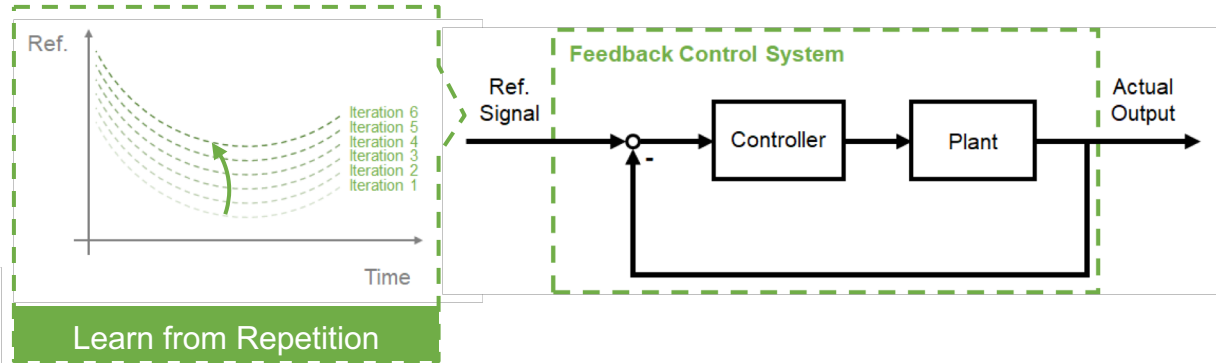 Ref.
Iteration 6
Iteration 5
Iteration 4
Iteration 3
Iteration 2
Iteration 1
Time
Learn from Repetition
Ref.
Signal
Feedback Control System
-
Controller
Plant
Actual
Output